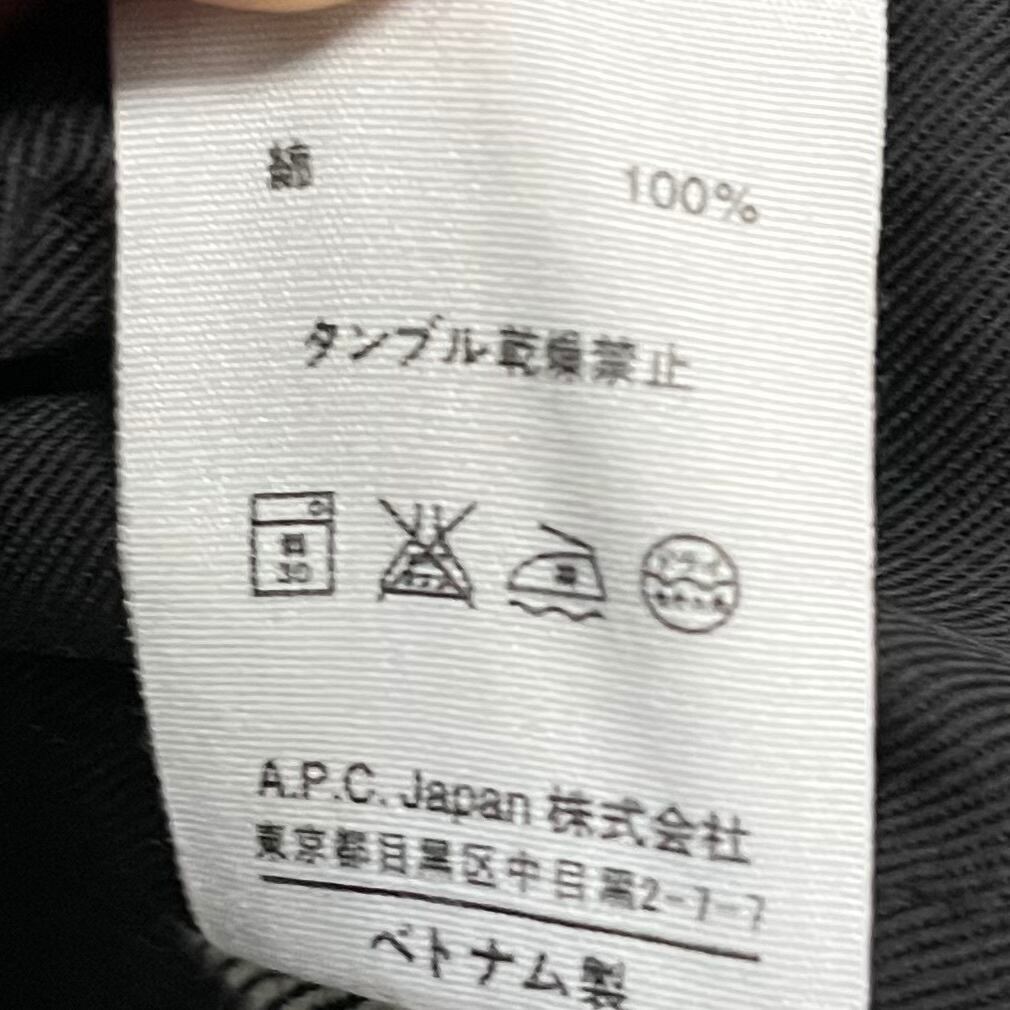 綿 100%
タンブル乾燥禁止
A.P.C. Japan 株式会社
東京都目黒区中目黒2-7-7
ベトナム製